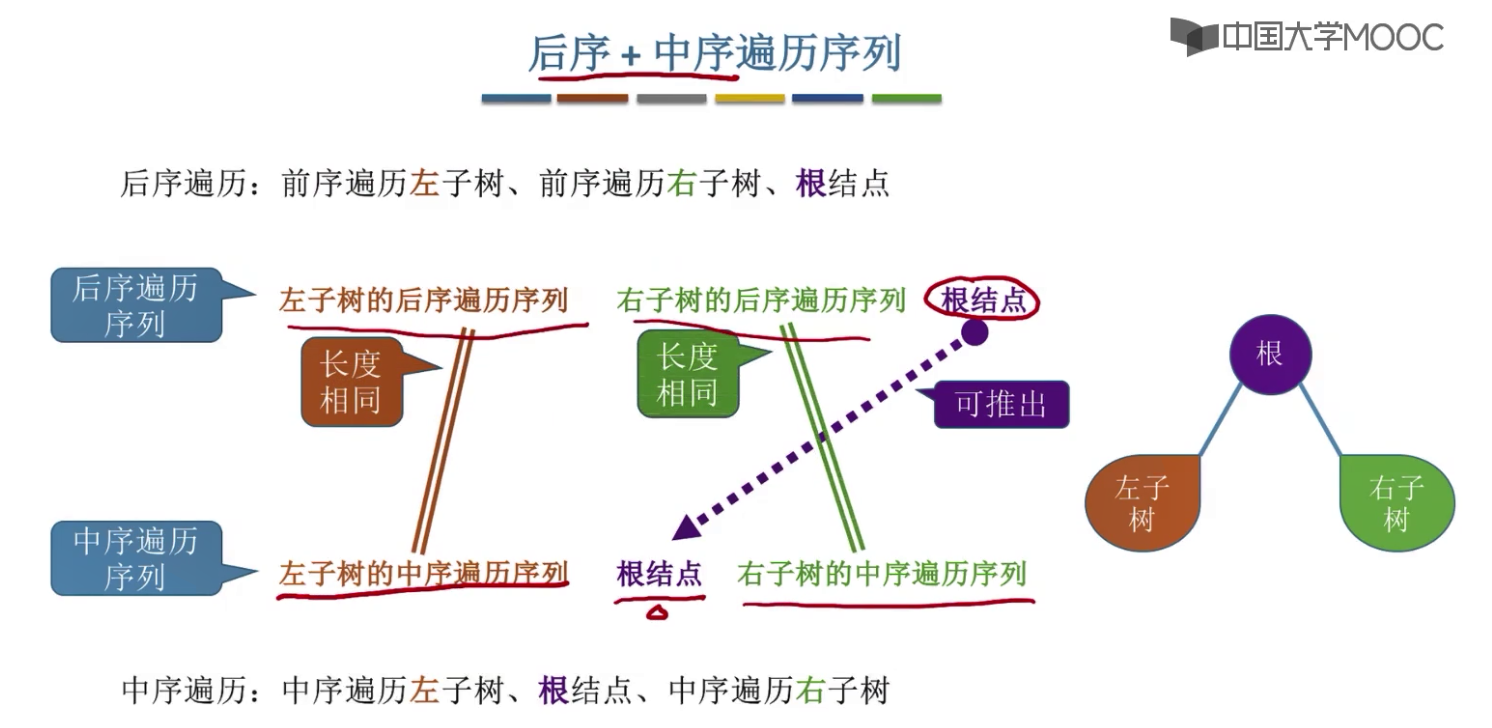 中国大学MOOC
后序 + 中序遍历序列
后序遍历：前序遍历左子树、前序遍历右子树、根结点
后序遍历
序列
左子树的后序遍历序列 右子树的后序遍历序列 根结点
长度
相同
长度
相同
可推出
根
左子
树
右子
树
中序遍历
序列
左子树的中序遍历序列 根结点 右子树的中序遍历序列
中序遍历：中序遍历左子树、根结点、中序遍历右子树